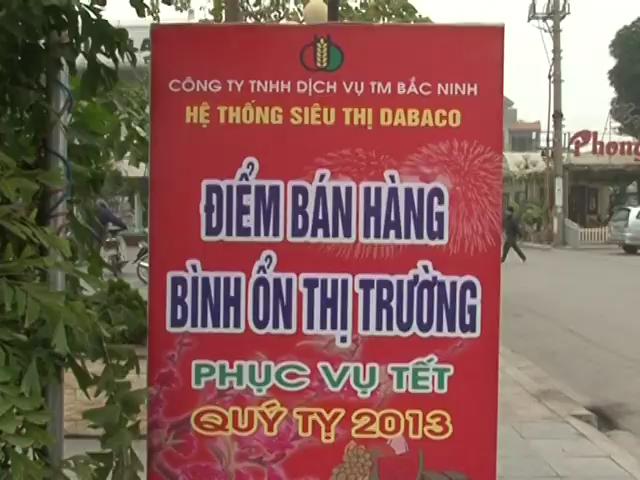 CÔNG TY TNHH DỊCH VỤ TM BẮC NINH
HỆ THỐNG SIÊU THỊ DABACO
ĐIỂM BÁN HÀNG
BÌNH ỔN THỊ TRƯỜNG
PHỤC VỤ TẾT
QUÝ TỴ 2013
Phong